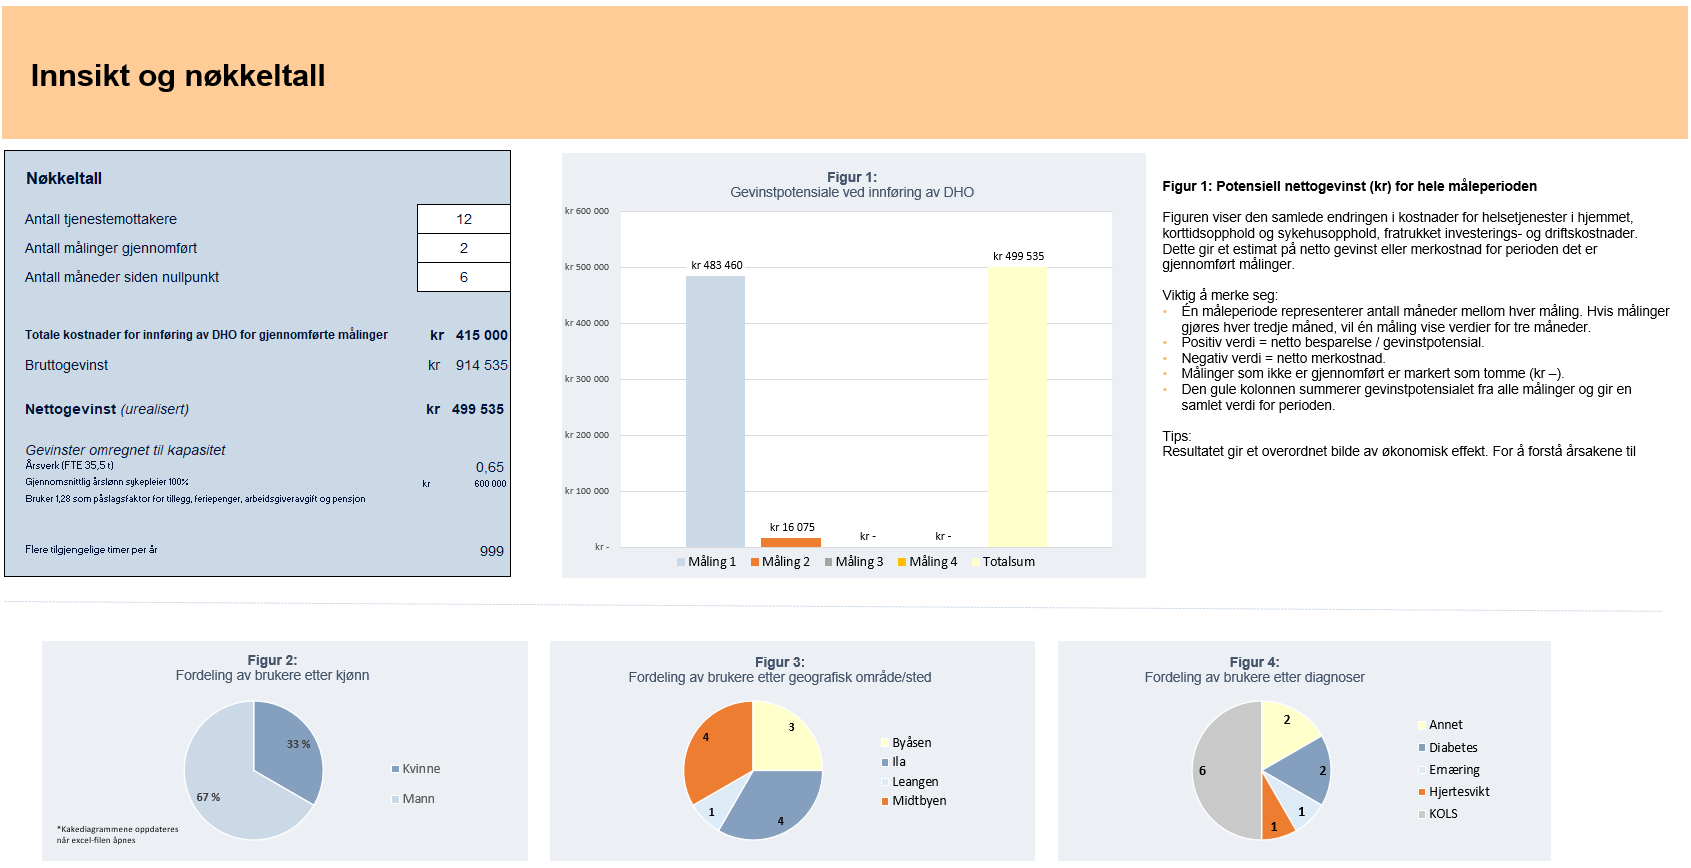 Innsikt og nøkkeltall
Nøkkeltall
Antall tjenestemottakere 12
Antall målinger gjennomført 2
Antall måneder siden nullpunkt 6
Totale kostnader for innføring av DHO for gjennomførte målinger kr 415 000
Bruttogevinst kr 914 535
Nettogevinst (urealisert) kr 499 535
Gevinster omregnet til kapasitet
Årsverk (FTE 35,5 t) 0,65
Gjennomsnittlig årslønn sykepleier 100% kr 600 000
Bruker 1,28 som påslagsfaktor for tillegg, feriepenger, arbeidsgiveravgift og pensjon
Flere tilgjengelige timer per år 999
Figur 1:
Gevinstpotensiale ved innføring av DHO
kr 600 000
kr 500 000
kr 400 000
kr 300 000
kr 200 000
kr 100 000
kr -
kr 483 460
kr 16 075
kr -
kr -
kr 499 535
Måling 1 Måling 2 Måling 3 Måling 4 Totalsum
Figur 1: Potensiell nettogevinst (kr) for hele måleperioden
Figuren viser den samlede endringen i kostnader for helsetjenester i hjemmet,
korttidsopphold og sykehusopphold, fratrukket investerings- og driftskostnader.
Dette gir et estimat på netto gevinst eller merkostnad for perioden det er
gjennomført målinger.
Viktig å merke seg:
• Én måleperiode representerer antall måneder mellom hver måling. Hvis målinger
gjøres hver tredje måned, vil én måling vise verdier for tre måneder.
• Positiv verdi = netto besparelse / gevinstpotensial.
• Negativ verdi = netto merkostnad.
• Målinger som ikke er gjennomført er markert som tomme (kr –).
• Den gule kolonnen summerer gevinstpotensialet fra alle målinger og gir en
samlet verdi for perioden.
Tips:
Resultatet gir et overordnet bilde av økonomisk effekt. For å forstå årsakene til
Figur 2:
Fordeling av brukere etter kjønn
33 %
67 %
Kvinne
Mann
*Kakediagrammene oppdateres
når excel-filen åpnes
Figur 3:
Fordeling av brukere etter geografisk område/sted
3
4
1
4
Byåsen
Ila
Leangen
Midtbyen
Figur 4:
Fordeling av brukere etter diagnoser
2
2
1
1
6
Annet
Diabetes
Ernæring
Hjertesvikt
KOLS